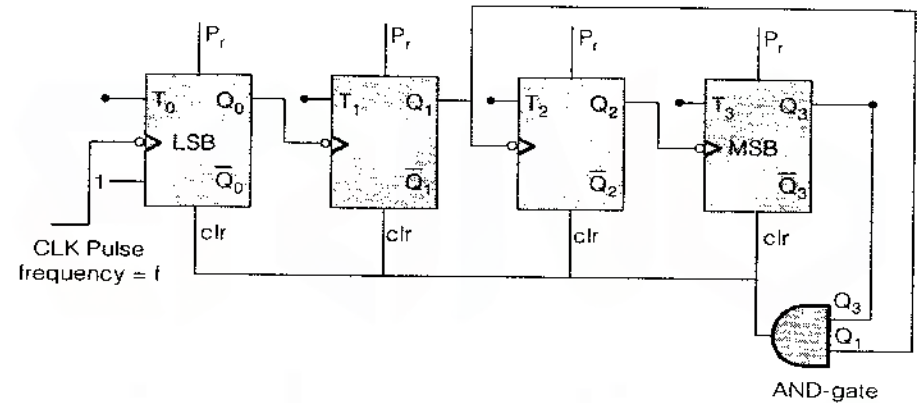 Pr
Pr
Pr
Pr
T0
Q0
T1
Q1
T2
Q2
T3
Q3
LSB
MSB
1
Q̅0
Q̅1
Q̅2
Q̅3
clr
clr
clr
clr
CLK Pulse
frequency = f
Q3
Q1
AND-gate